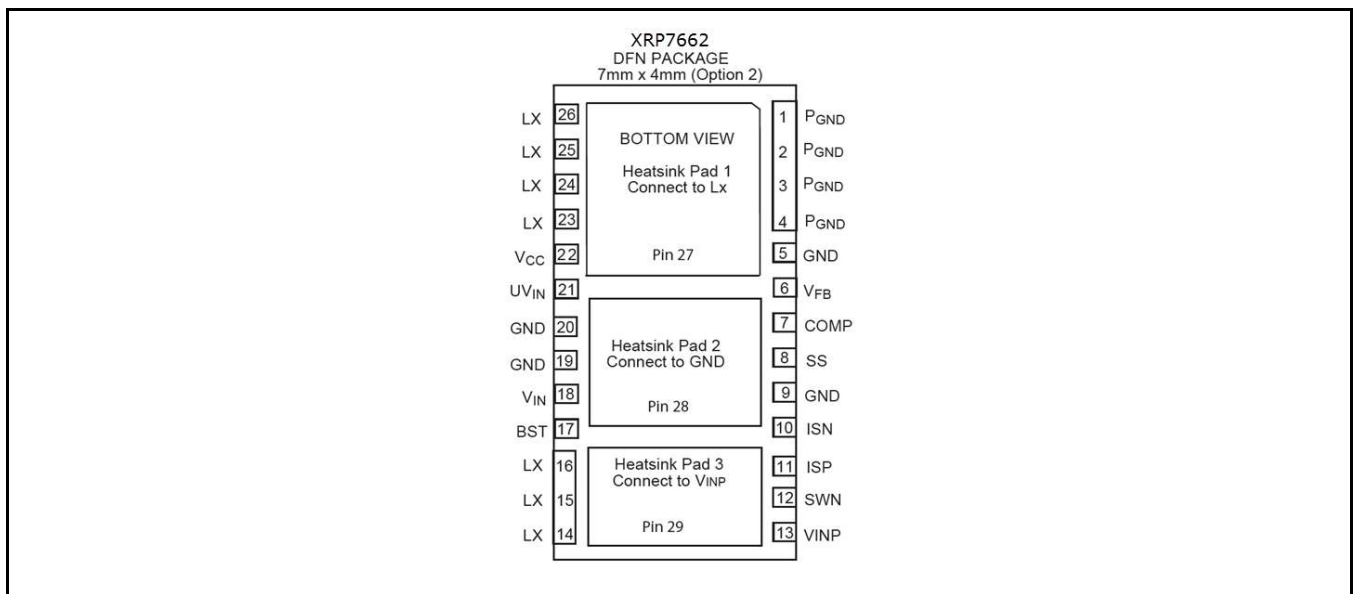 XRP7662
DFN PACKAGE
7mm x 4mm (Option 2)
LX 26 1 PGND
BOTTOM VIEW
LX 25 2 PGND
Heatsink Pad 1
Connect to Lx
LX 24 3 PGND
LX 23 4 PGND
VCC 22 Pin 27 5 GND
UVIN 21 6 VFB
GND 20 7 COMP
Heatsink Pad 2
Connect to GND
GND 19 8 SS
VIN 18 9 GND
Pin 28
BST 17 10 ISN
LX 16 11 ISP
Heatsink Pad 3
Connect to VINP
LX 15 12 SWN
Pin 29
LX 14 13 VINP